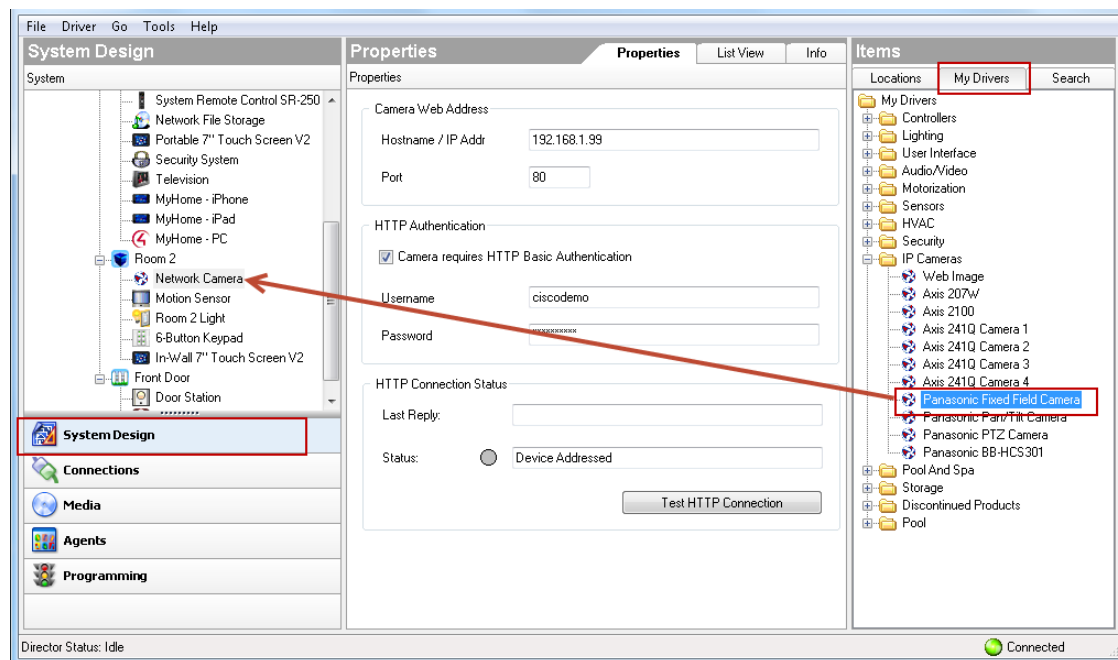 File Driver Go Tools Help
System Design
System
System Remote Control SR-250
Network File Storage
Portable 7'' Touch Screen V2
Security System
Television
MyHome - iPhone
MyHome - iPad
MyHome - PC
Room 2
Network Camera
Motion Sensor
Room 2 Light
6-Button Keypad
In-Wall 7'' Touch Screen V2
Front Door
Door Station
System Design
Connections
Media
Agents
Programming
Properties
Properties List View Info
Properties
Camera Web Address
Hostname / IP Addr 192.168.1.99
Port 80
HTTP Authentication
Camera requires HTTP Basic Authentication
Username ciscodemo
Password xxxxxxxxxx
HTTP Connection Status
Last Reply:
Status: Device Addressed
Test HTTP Connection
Items
Locations My Drivers Search
My Drivers
Controllers
Lighting
User Interface
Audio/Video
Motorization
Sensors
HVAC
Security
IP Cameras
Web Image
Axis 207W
Axis 2100
Axis 241Q Camera 1
Axis 241Q Camera 2
Axis 241Q Camera 3
Axis 241Q Camera 4
Panasonic Fixed Field Camera
Panasonic Pan/Tilt Camera
Panasonic PTZ Camera
Panasonic BB-HCS301
Pool And Spa
Storage
Discontinued Products
Pool
Director Status: Idle
Connected